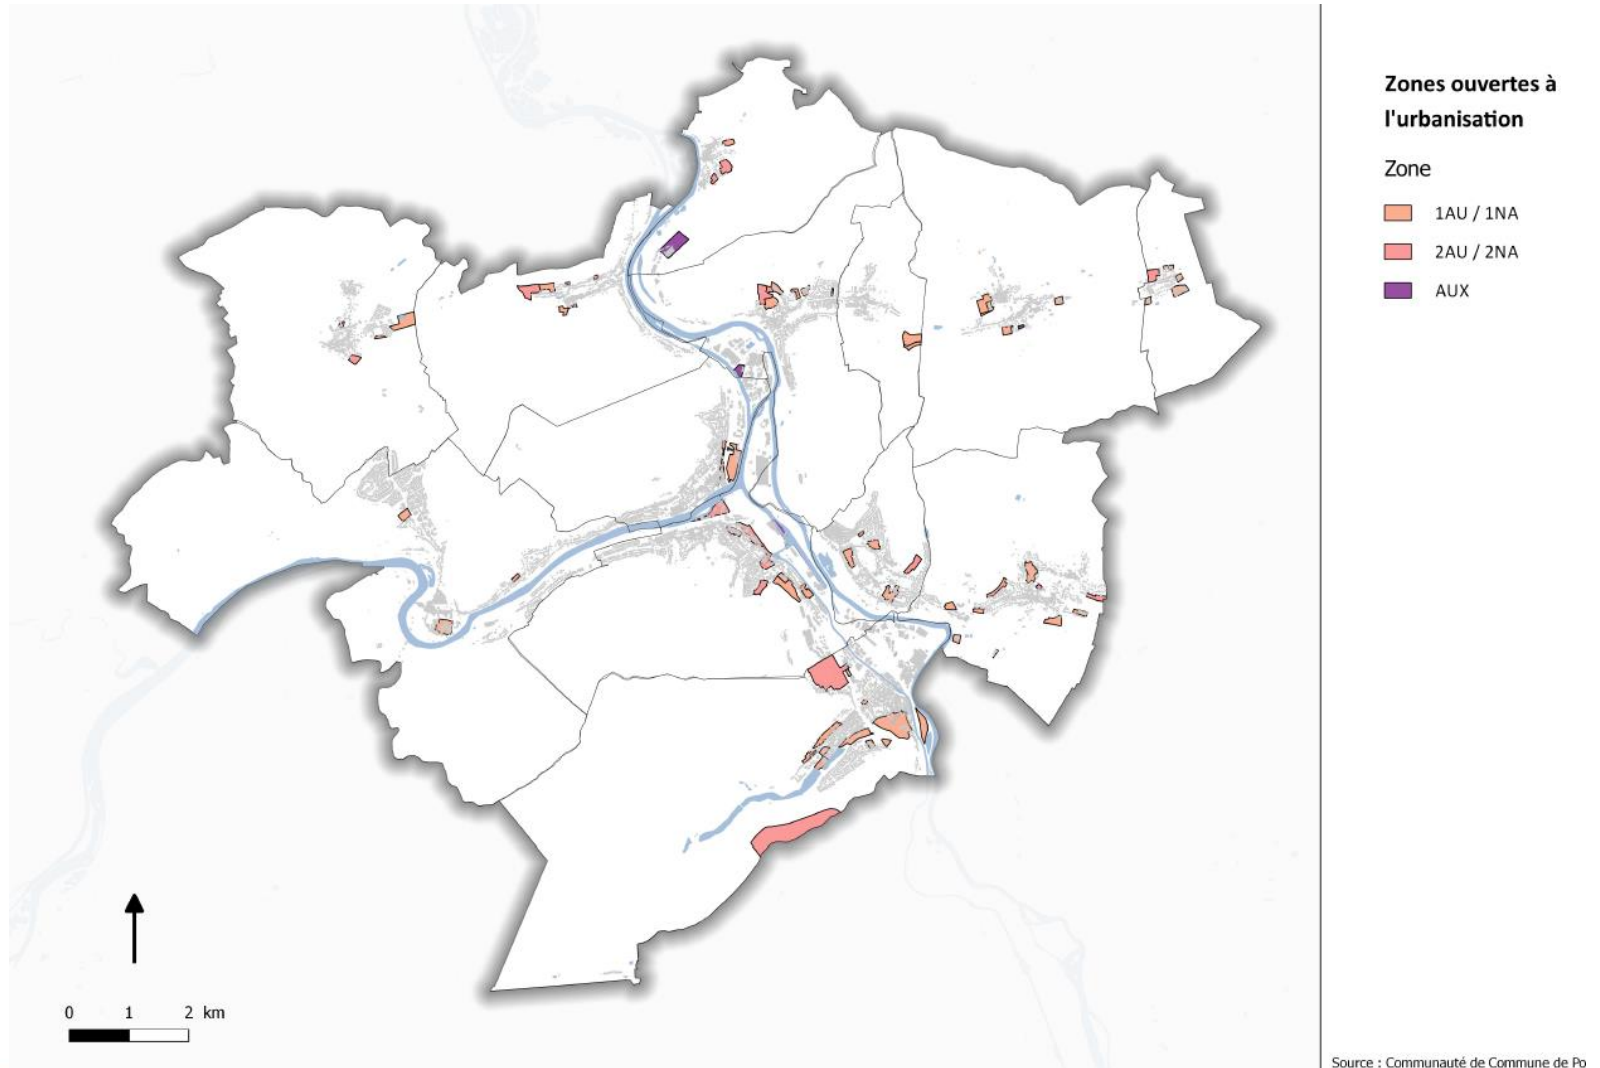 Zones ouvertes à
l'urbanisation
Zone
1AU / 1NA
2AU / 2NA
AUX
0 1 2 km
Source : Communauté de Commune de Po